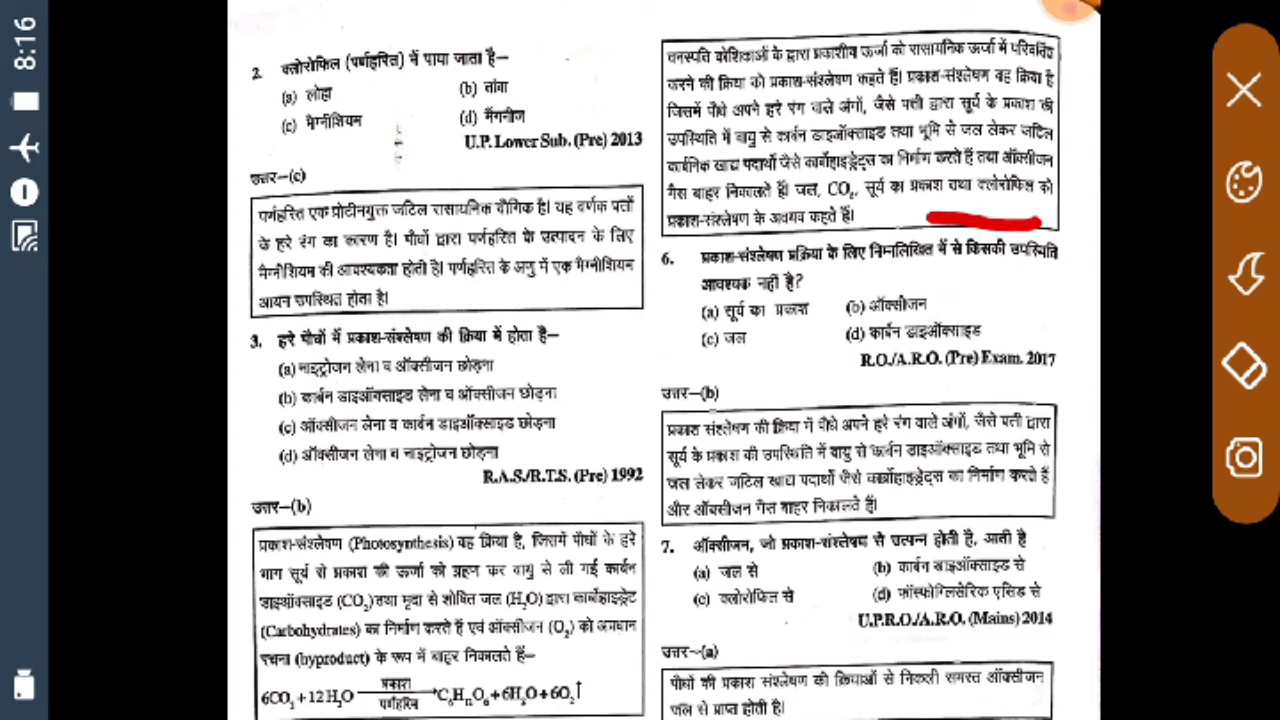 8:16
2. क्लोरोफिल (पर्णहरित) में पाया जाता है–
(a) लोहा (b) तांबा
(c) मैग्नीशियम (d) मैंगनीज
U.P. Lower Sub. (Pre) 2013
उत्तर–(c)
पर्णहरित एक प्रोटीनयुक्त जटिल रासायनिक यौगिक है। यह वर्णक पत्तों
के हरे रंग का कारण है। पौधों द्वारा पर्णहरित के उत्पादन के लिए
मैग्नीशियम की आवश्यकता होती है। पर्णहरित के अणु में एक मैग्नीशियम
आयन उपस्थित होता है।
3. हरे पौधों में प्रकाश-संश्लेषण की क्रिया में होता है–
(a) नाइट्रोजन लेना व ऑक्सीजन छोड़ना
(b) कार्बन डाइऑक्साइड लेना व ऑक्सीजन छोड़ना
(c) ऑक्सीजन लेना व कार्बन डाइऑक्साइड छोड़ना
(d) ऑक्सीजन लेना व नाइट्रोजन छोड़ना
R.A.S./R.T.S. (Pre) 1992
उत्तर–(b)
प्रकाश-संश्लेषण (Photosynthesis) वह क्रिया है, जिसमें पौधों के हरे
भाग सूर्य से प्रकाश की ऊर्जा को ग्रहण कर वायु से ली गई कार्बन
डाइऑक्साइड (CO₂) तथा मृदा से शोषित जल (H₂O) द्वारा कार्बोहाइड्रेट
(Carbohydrates) का निर्माण करते हैं एवं ऑक्सीजन (O₂) को अवधान
रचना (byproduct) के रूप में बाहर निकालते हैं–
6CO₂ + 12H₂O प्रकाश/पर्णहरित → C₆H₁₂O₆ + 6H₂O + 6O₂↑
वनस्पति कोशिकाओं के द्वारा प्रकाशीय ऊर्जा को रासायनिक ऊर्जा में परिवर्तित
करने की क्रिया को प्रकाश-संश्लेषण कहते हैं। प्रकाश-संश्लेषण वह क्रिया है
जिसमें पौधे अपने हरे रंग वाले अंगों, जैसे पत्ती द्वारा सूर्य के प्रकाश की
उपस्थिति में वायु से कार्बन डाइऑक्साइड तथा भूमि से जल लेकर जटिल
कार्बनिक खाद्य पदार्थों जैसे कार्बोहाइड्रेट्स का निर्माण करते हैं तथा ऑक्सीजन
गैस बाहर निकालते हैं। जल, CO₂, सूर्य का प्रकाश तथा क्लोरोफिल को
प्रकाश-संश्लेषण के अवयव कहते हैं।
6. प्रकाश-संश्लेषण प्रक्रिया के लिए निम्नलिखित में से किसकी उपस्थिति
आवश्यक नहीं है?
(a) सूर्य का प्रकाश (b) ऑक्सीजन
(c) जल (d) कार्बन डाइऑक्साइड
R.O./A.R.O. (Pre) Exam. 2017
उत्तर–(b)
प्रकाश संश्लेषण की क्रिया में पौधे अपने हरे रंग वाले अंगों, जैसे पत्ती द्वारा
सूर्य के प्रकाश की उपस्थिति में वायु से कार्बन डाइऑक्साइड तथा भूमि से
जल लेकर जटिल खाद्य पदार्थों जैसे कार्बोहाइड्रेट्स का निर्माण करते हैं
और ऑक्सीजन गैस बाहर निकालते हैं।
7. ऑक्सीजन, जो प्रकाश-संश्लेषण से उत्पन्न होती है, आती है
(a) जल से (b) कार्बन डाइऑक्साइड से
(c) क्लोरोफिल से (d) फॉस्फोग्लिसेरिक एसिड से
U.P.R.O./A.R.O. (Mains) 2014
उत्तर–(a)
पौधों की प्रकाश संश्लेषण की क्रियाओं से निकली समस्त ऑक्सीजन
जल से प्राप्त होती है।